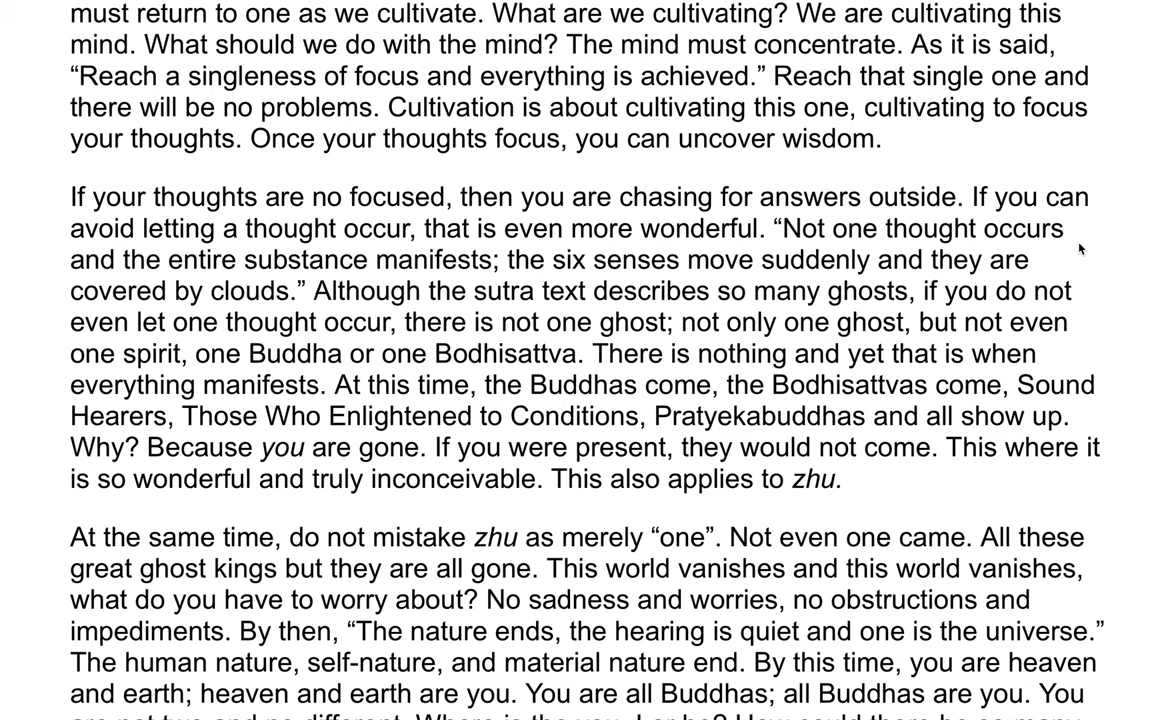 must return to one as we cultivate. What are we cultivating? We are cultivating this
mind. What should we do with the mind? The mind must concentrate. As it is said,
“Reach a singleness of focus and everything is achieved.” Reach that single one and
there will be no problems. Cultivation is about cultivating this one, cultivating to focus
your thoughts. Once your thoughts focus, you can uncover wisdom.
If your thoughts are no focused, then you are chasing for answers outside. If you can
avoid letting a thought occur, that is even more wonderful. “Not one thought occurs
and the entire substance manifests; the six senses move suddenly and they are
covered by clouds.” Although the sutra text describes so many ghosts, if you do not
even let one thought occur, there is not one ghost; not only one ghost, but not even
one spirit, one Buddha or one Bodhisattva. There is nothing and yet that is when
everything manifests. At this time, the Buddhas come, the Bodhisattvas come, Sound
Hearers, Those Who Enlightened to Conditions, Pratyekabuddhas and all show up.
Why? Because you are gone. If you were present, they would not come. This where it
is so wonderful and truly inconceivable. This also applies to zhu.
At the same time, do not mistake zhu as merely “one”. Not even one came. All these
great ghost kings but they are all gone. This world vanishes and this world vanishes,
what do you have to worry about? No sadness and worries, no obstructions and
impediments. By then, “The nature ends, the hearing is quiet and one is the universe.”
The human nature, self-nature, and material nature end. By this time, you are heaven
and earth; heaven and earth are you. You are all Buddhas; all Buddhas are you. You